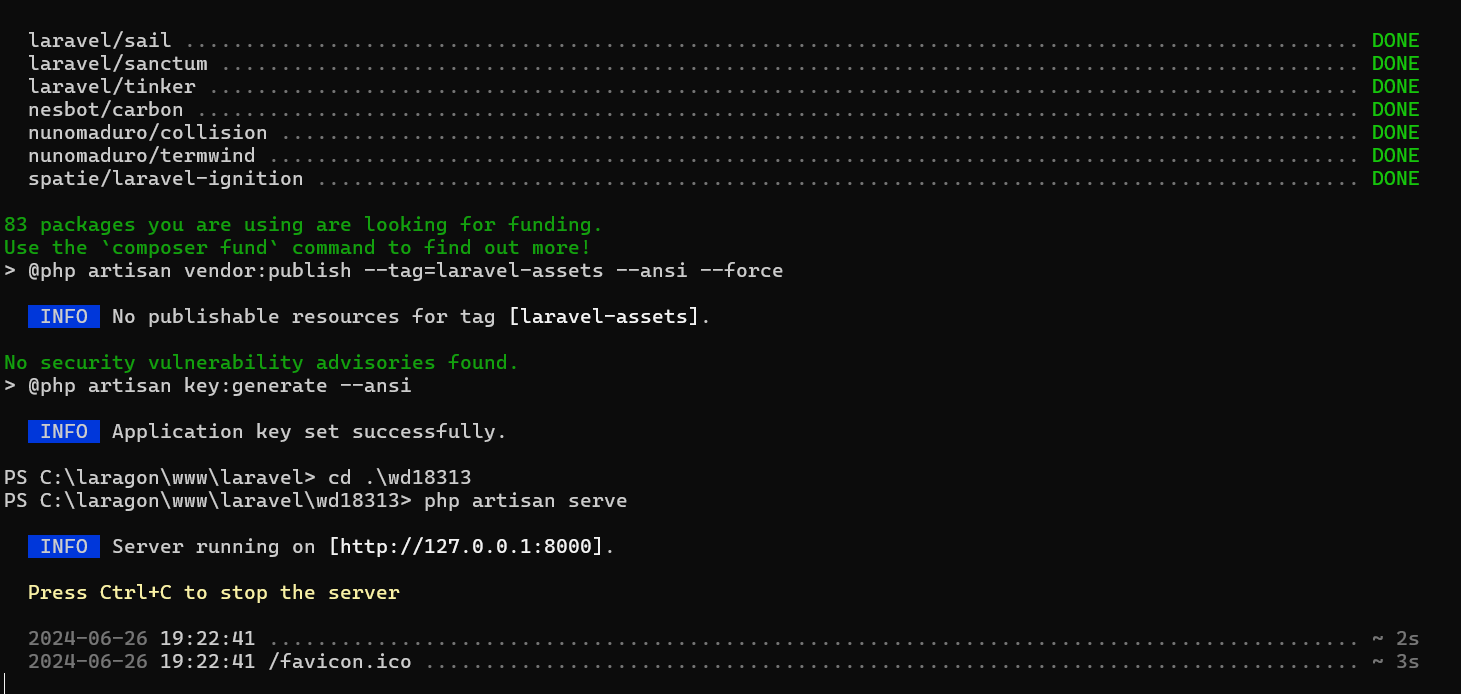 laravel/sail .................................................................................................. DONE
laravel/sanctum ............................................................................................... DONE
laravel/tinker ................................................................................................ DONE
nesbot/carbon ................................................................................................. DONE
nunomaduro/collision .......................................................................................... DONE
nunomaduro/termwind ........................................................................................... DONE
spatie/laravel-ignition ....................................................................................... DONE
83 packages you are using are looking for funding.
Use the `composer fund` command to find out more!
> @php artisan vendor:publish --tag=laravel-assets --ansi --force
INFO No publishable resources for tag [laravel-assets].
No security vulnerability advisories found.
> @php artisan key:generate --ansi
INFO Application key set successfully.
PS C:\laragon\www\laravel> cd .\wd18313
PS C:\laragon\www\laravel\wd18313> php artisan serve
INFO Server running on [http://127.0.0.1:8000].
Press Ctrl+C to stop the server
2024-06-26 19:22:41 ........................................................................................... ~ 2s
2024-06-26 19:22:41 /favicon.ico .............................................................................. ~ 3s